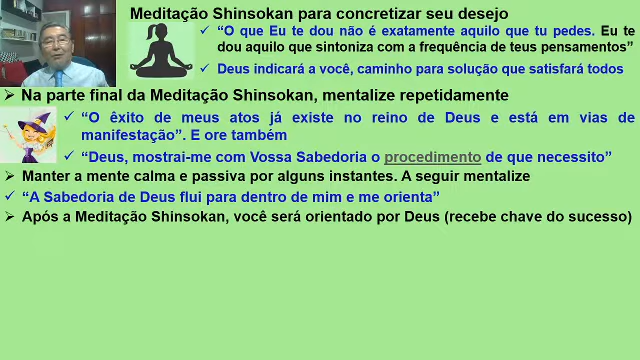 Meditação Shinsokan para concretizar seu desejo
✓ “O que Eu te dou não é exatamente aquilo que tu pedes. Eu te
dou aquilo que sintoniza com a frequência de teus pensamentos”
✓ Deus indicará a você, caminho para solução que satisfará todos
➤ Na parte final da Meditação Shinsokan, mentalize repetidamente
✓ “O êxito de meus atos já existe no reino de Deus e está em vias de
manifestação”. E ore também
✓ “Deus, mostrai-me com Vossa Sabedoria o procedimento de que necessito”
➤ Manter a mente calma e passiva por alguns instantes. A seguir mentalize
✓ “A Sabedoria de Deus flui para dentro de mim e me orienta”
➤ Após a Meditação Shinsokan, você será orientado por Deus (recebe chave do sucesso)